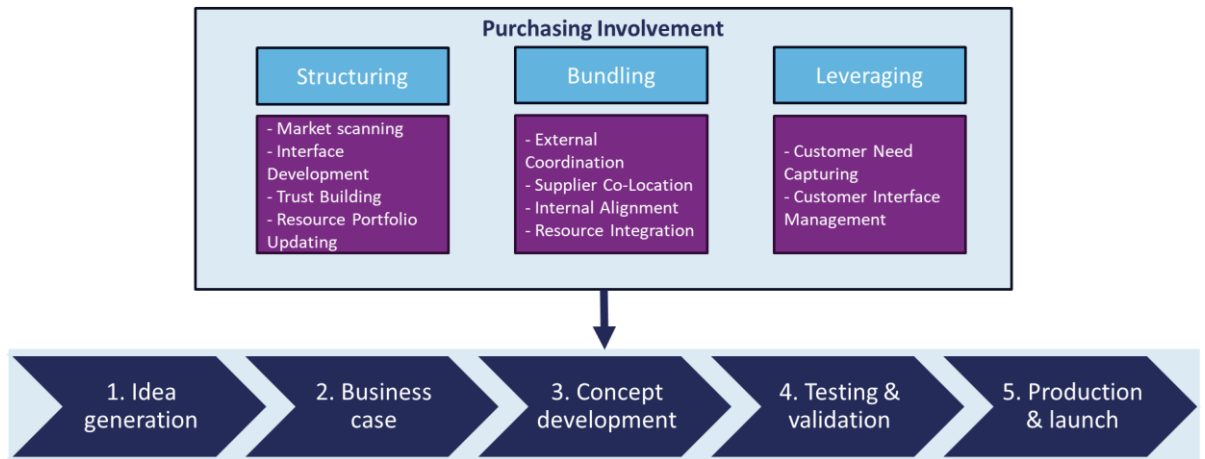 Purchasing Involvement
Structuring
- Market scanning
- Interface
Development
- Trust Building
- Resource Portfolio
Updating
Bundling
- External
Coordination
- Supplier Co-Location
- Internal Alignment
- Resource Integration
Leveraging
- Customer Need
Capturing
- Customer Interface
Management
1. Idea
generation
2. Business
case
3. Concept
development
4. Testing &
validation
5. Production
& launch